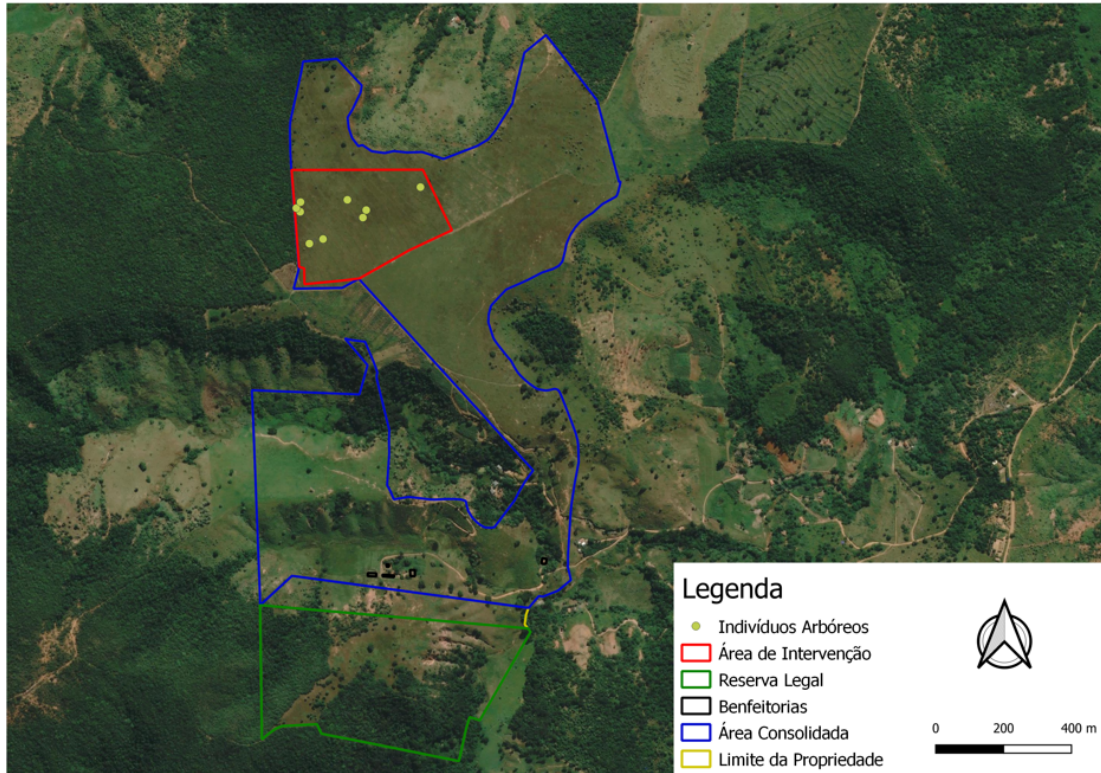 Legenda
Indivíduos Arbóreos
Área de Intervenção
Reserva Legal
Benfeitorias
Área Consolidada
Limite da Propriedade
0 200 400 m